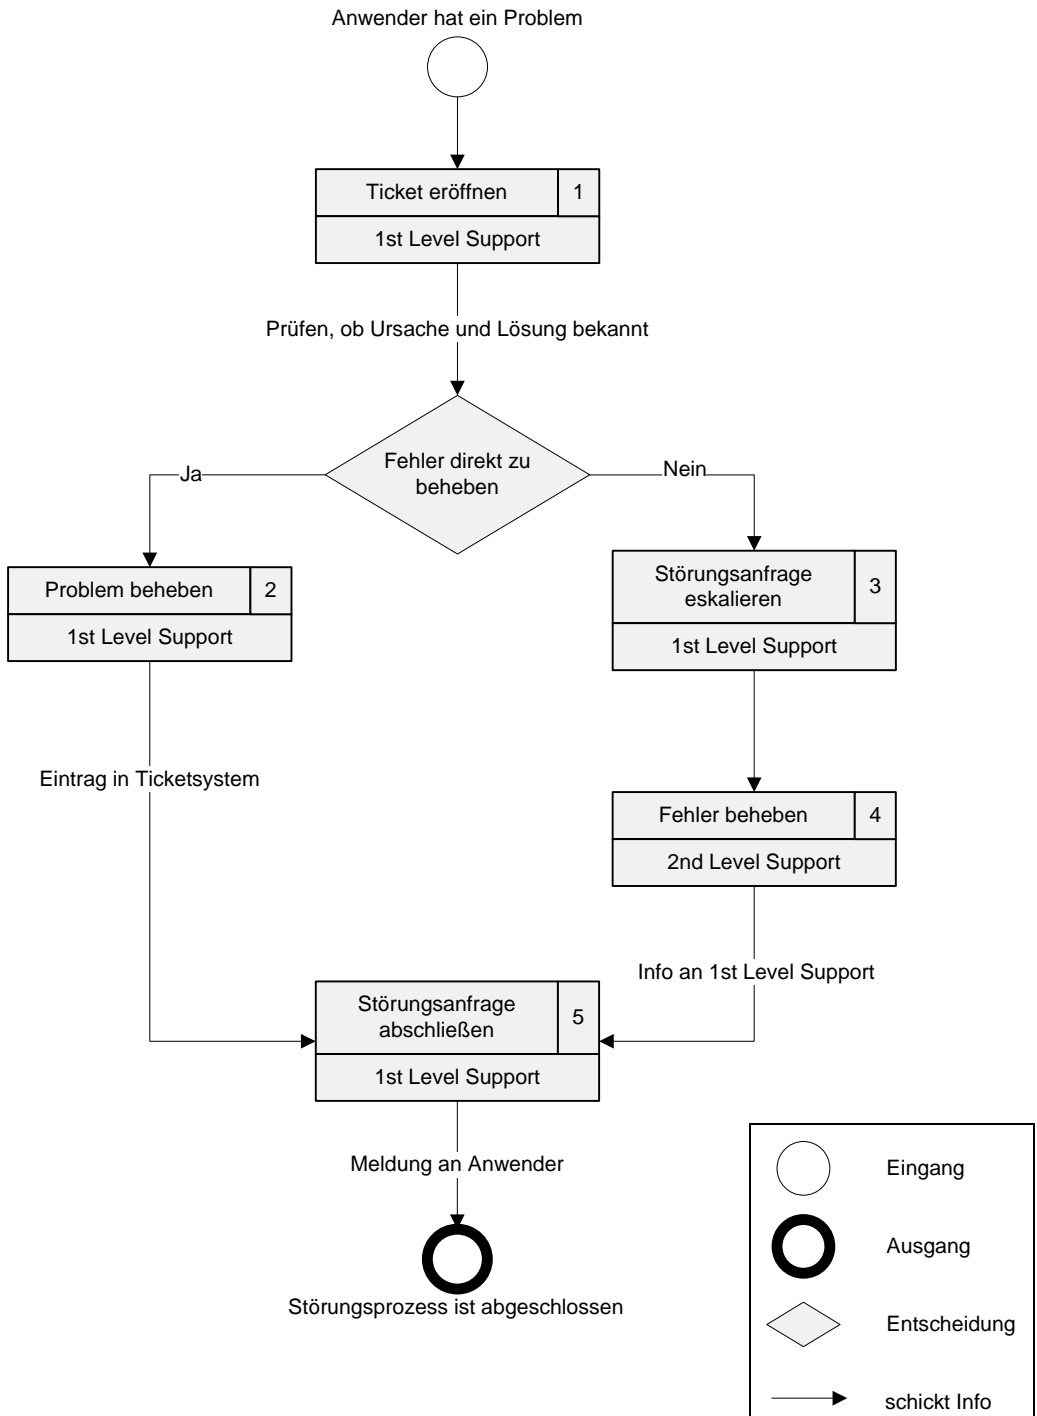 Anwender hat ein Problem
Ticket eröffnen
1
1st Level Support
Prüfen, ob Ursache und Lösung bekannt
Fehler direkt zu
beheben
Ja
Nein
Problem beheben
2
1st Level Support
Störungsanfrage
eskalieren
3
1st Level Support
Eintrag in Ticketsystem
Fehler beheben
4
2nd Level Support
Info an 1st Level Support
Störungsanfrage
abschließen
5
1st Level Support
Meldung an Anwender
Störungsprozess ist abgeschlossen
Eingang
Ausgang
Entscheidung
schickt Info